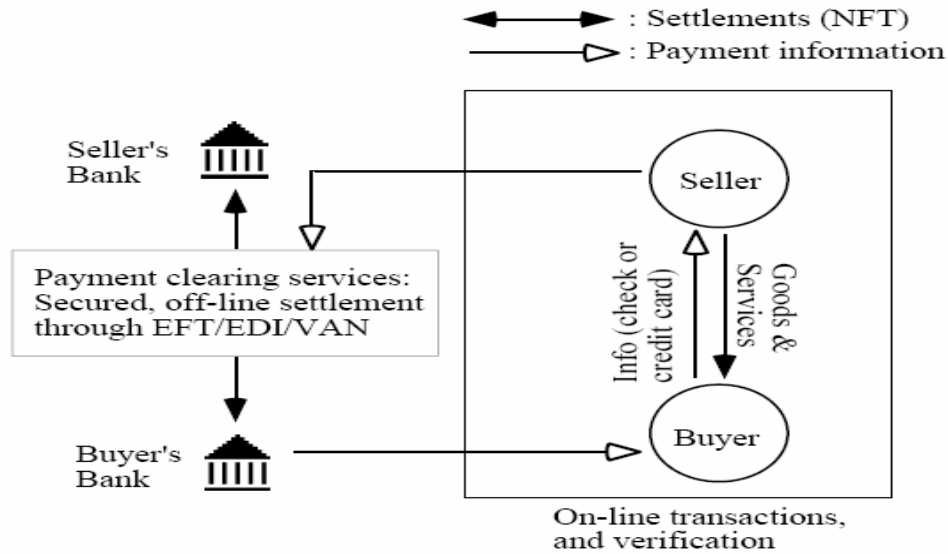 : Settlements (NFT)
: Payment information
Seller's
Bank
Seller
Payment clearing services:
Secured, off-line settlement
through EFT/EDI/VAN
Info (check or
credit card)
Goods &
Services
Buyer's
Bank
Buyer
On-line transactions,
and verification